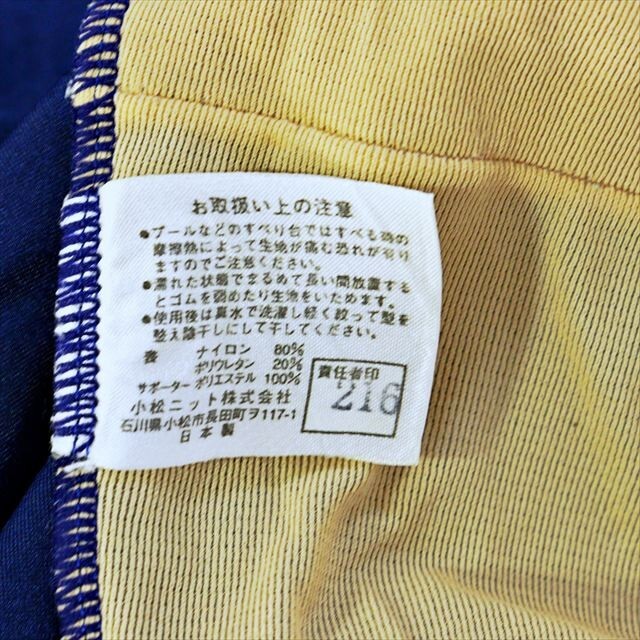 お取扱い上の注意
●プールなどのすべり台ではすべる時の
摩擦熱によって生地が痛む恐れが有り
ますのでご注意ください。
●濡れた状態でまるめて長い間放置する
とゴムを弱めたり生地をいためます。
●使用後は真水で洗濯し軽く絞って形を
整え陰干しにして干してください。
表 ナイロン 80%
ポリウレタン 20%
サポーター ポリエステル 100%
小松ニット株式会社
石川県小松市長田町ヲ117-1
日本製
責任者印
216